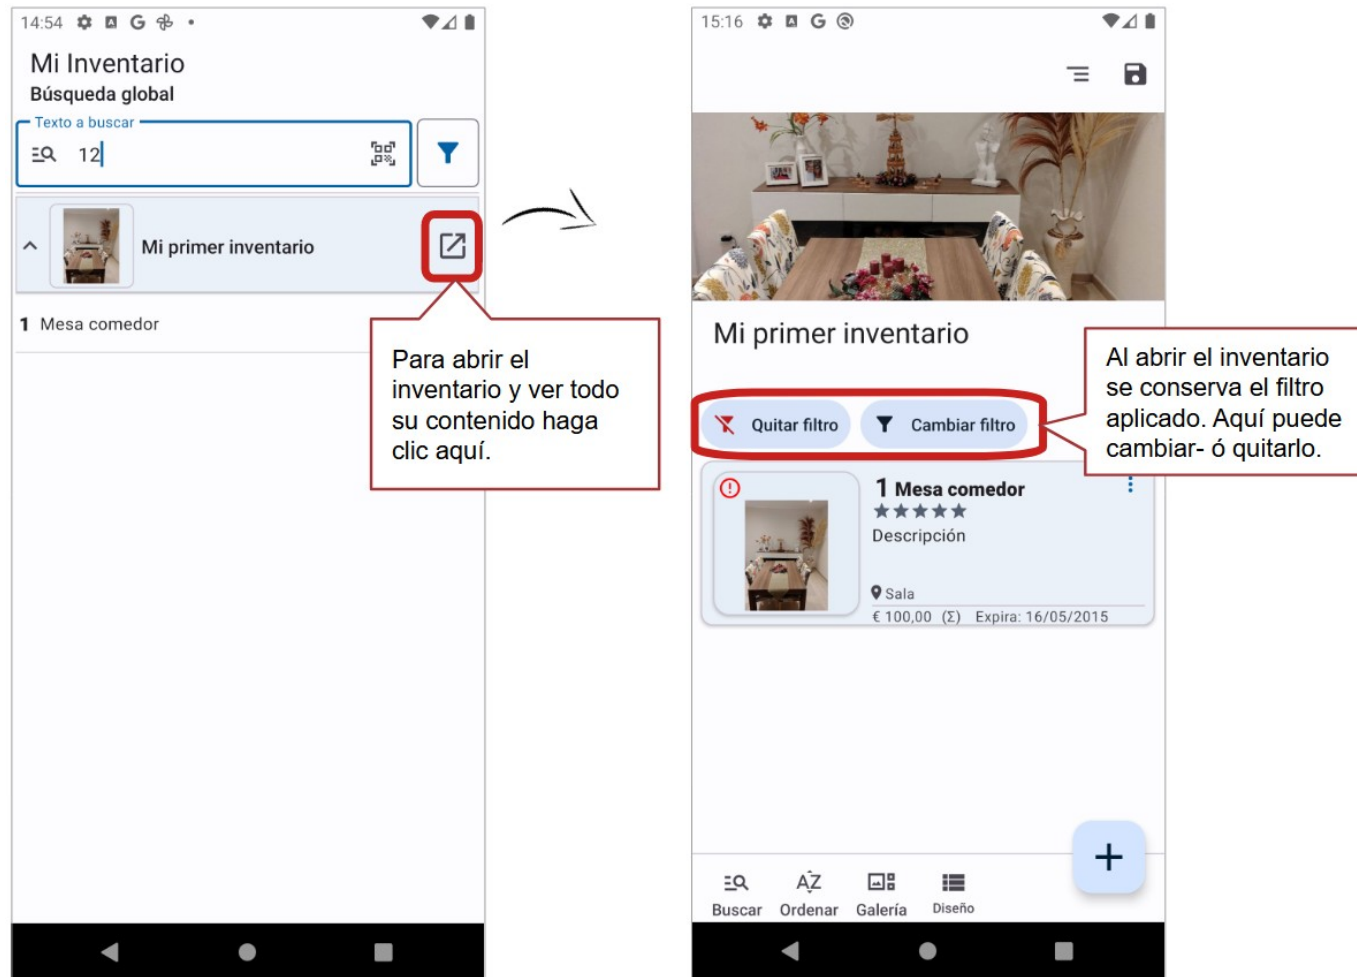 14:54
Mi Inventario
Búsqueda global
Texto a buscar
12
Mi primer inventario
1 Mesa comedor
Para abrir el
inventario y ver todo
su contenido haga
clic aquí.
15:16
Mi primer inventario
Quitar filtro
Cambiar filtro
Al abrir el inventario
se conserva el filtro
aplicado. Aquí puede
cambiar- ó quitarlo.
1 Mesa comedor
Descripción
Sala
€ 100,00 (Σ) Expira: 16/05/2015
Buscar
AZ
Ordenar
Galería
Diseño